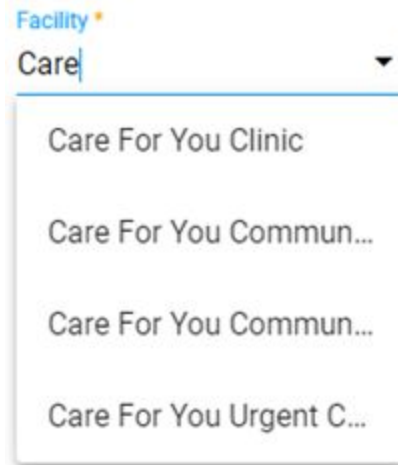 Facility *
Care
Care For You Clinic
Care For You Commun...
Care For You Commun...
Care For You Urgent C...